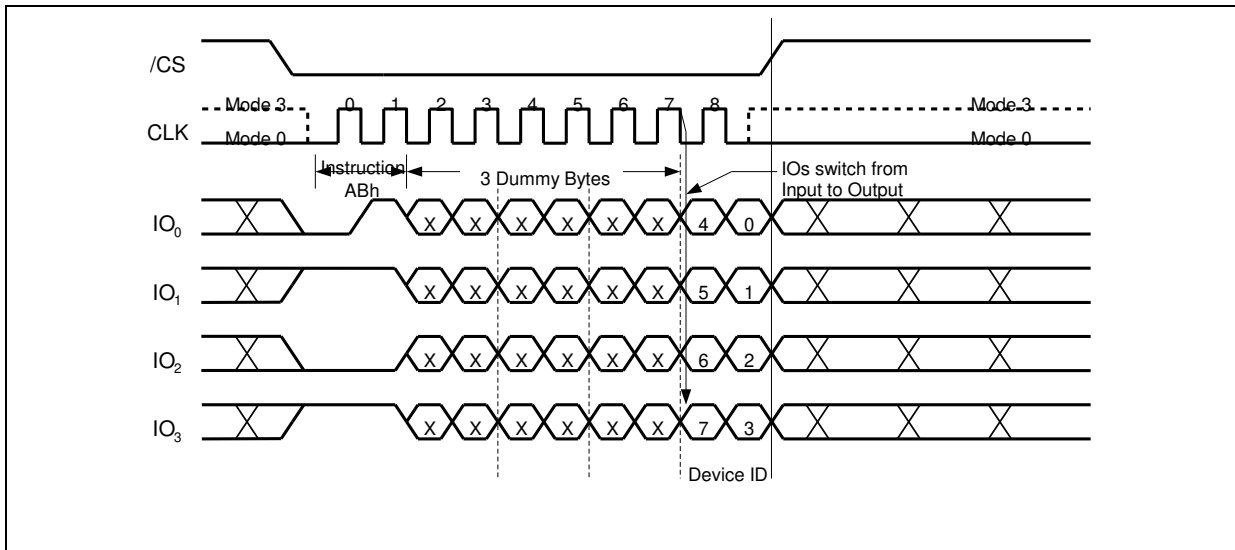 /CS
Mode 3 0 1 2 3 4 5 6 7 8 Mode 3
CLK Mode 0 Mode 0
Instruction
ABh
3 Dummy Bytes
IOs switch from
Input to Output
IO0 X X X X X X 4 0
IO1 X X X X X X 5 1
IO2 X X X X X X 6 2
IO3 X X X X X X 7 3
Device ID